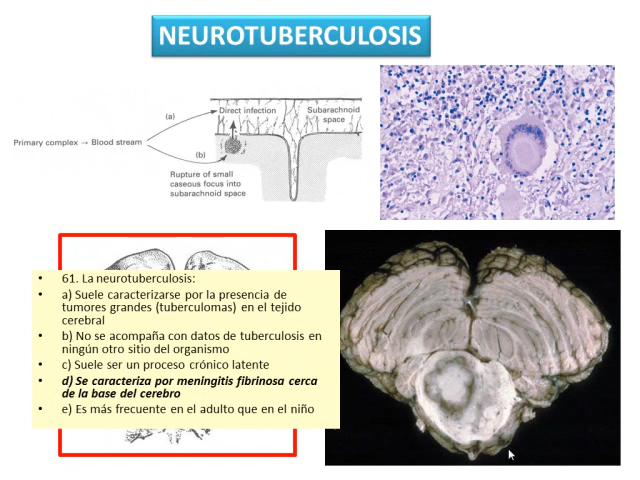 NEUROTUBERCULOSIS
Direct infection
Subarachnoid
space
(a)
Primary complex → Blood stream
(b)
Rupture of small
caseous focus into
subarachnoid space
• 61. La neurotuberculosis:
• a) Suele caracterizarse por la presencia de
tumores grandes (tuberculomas) en el tejido
cerebral
• b) No se acompaña con datos de tuberculosis en
ningún otro sitio del organismo
• c) Suele ser un proceso crónico latente
• d) Se caracteriza por meningitis fibrinosa cerca
de la base del cerebro
• e) Es más frecuente en el adulto que en el niño